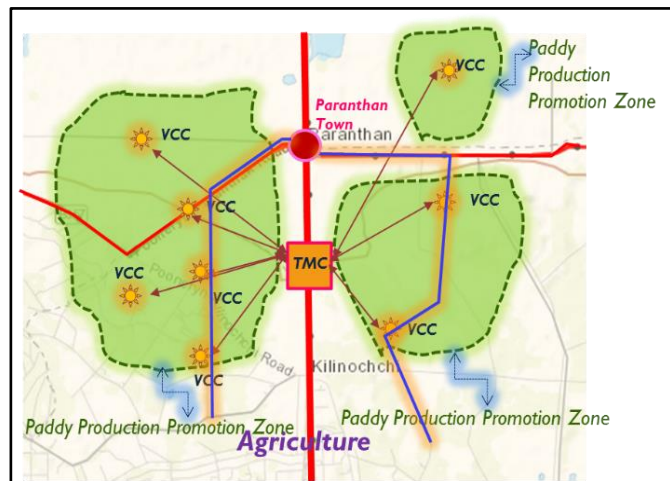 Paddy
Production
Promotion Zone
VCC
Paranthan
Town
Paranthan
VCC
VCC
VCC
TMC
VCC
VCC
VCC
VCC
Kilinochchi
Road
Paddy Production Promotion Zone
Paddy Production Promotion Zone
Agriculture